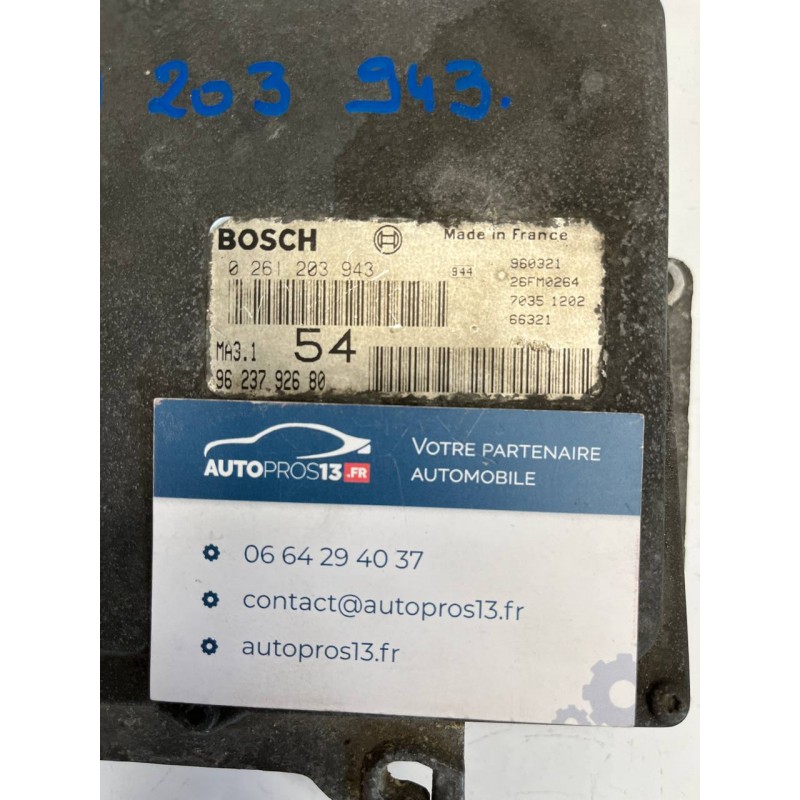 203 943.
BOSCH
Made in France
0 261 203 943
944
960321
26FM0264
7035 1202
66321
MA3.1
54
96 237 926 80
AUTOPROS13.FR
VOTRE PARTENAIRE
AUTOMOBILE
06 64 29 40 37
contact@autopros13.fr
autopros13.fr